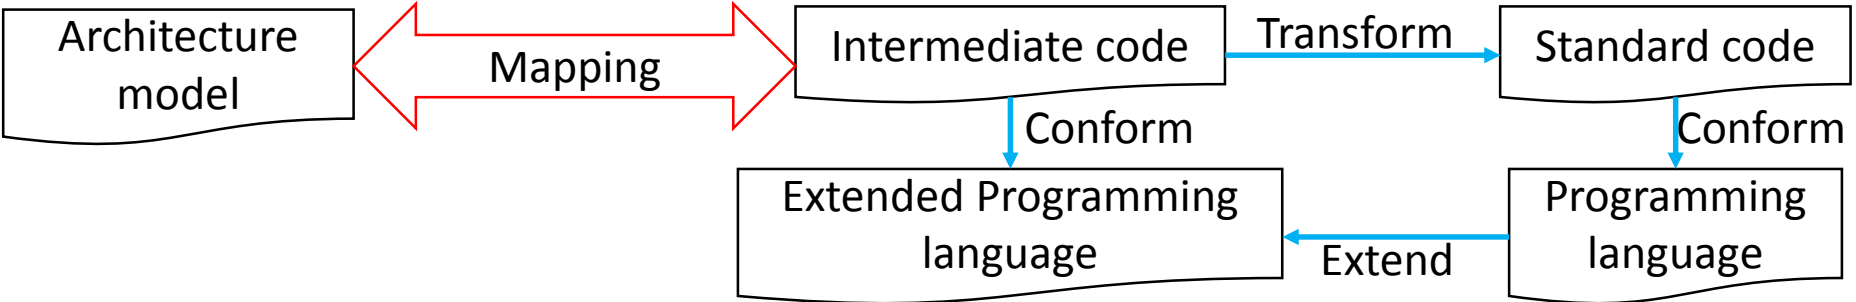 Architecture
model
Mapping
Intermediate code
Transform
Standard code
Conform
Conform
Extended Programming
language
Extend
Programming
language